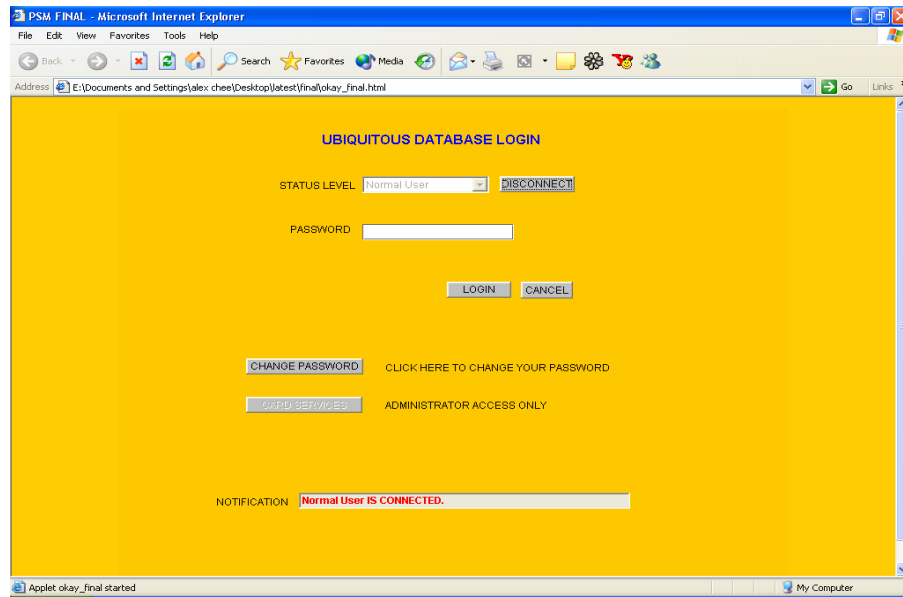 PSM FINAL - Microsoft Internet Explorer
File Edit View Favorites Tools Help
Back Search Favorites Media
Address E:\Documents and Settings\alex chee\Desktop\latest\final\okay_final.html Go Links
UBIQUITOUS DATABASE LOGIN
STATUS LEVEL Normal User DISCONNECT
PASSWORD
LOGIN CANCEL
CHANGE PASSWORD CLICK HERE TO CHANGE YOUR PASSWORD
CARD SERVICES ADMINISTRATOR ACCESS ONLY
NOTIFICATION Normal User IS CONNECTED.
Applet okay_final started My Computer